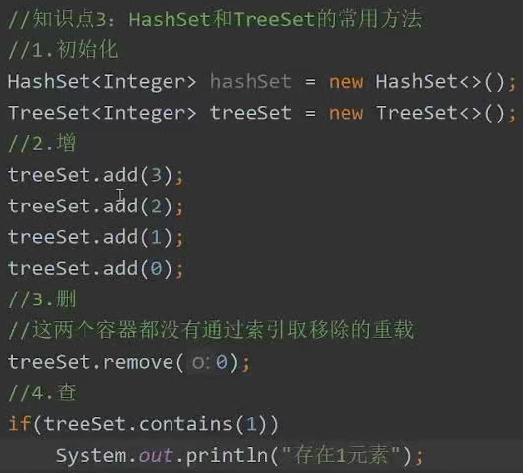 //知识点3：HashSet和TreeSet的常用方法
//1.初始化
HashSet<Integer> hashSet = new HashSet<>();
TreeSet<Integer> treeSet = new TreeSet<>();
//2.增
treeSet.add(3);
treeSet.add(2);
treeSet.add(1);
treeSet.add(0);
//3.删
//这两个容器都没有通过索引取移除的重载
treeSet.remove( o: 0);
//4.查
if(treeSet.contains(1))
    System.out.println("存在1元素");